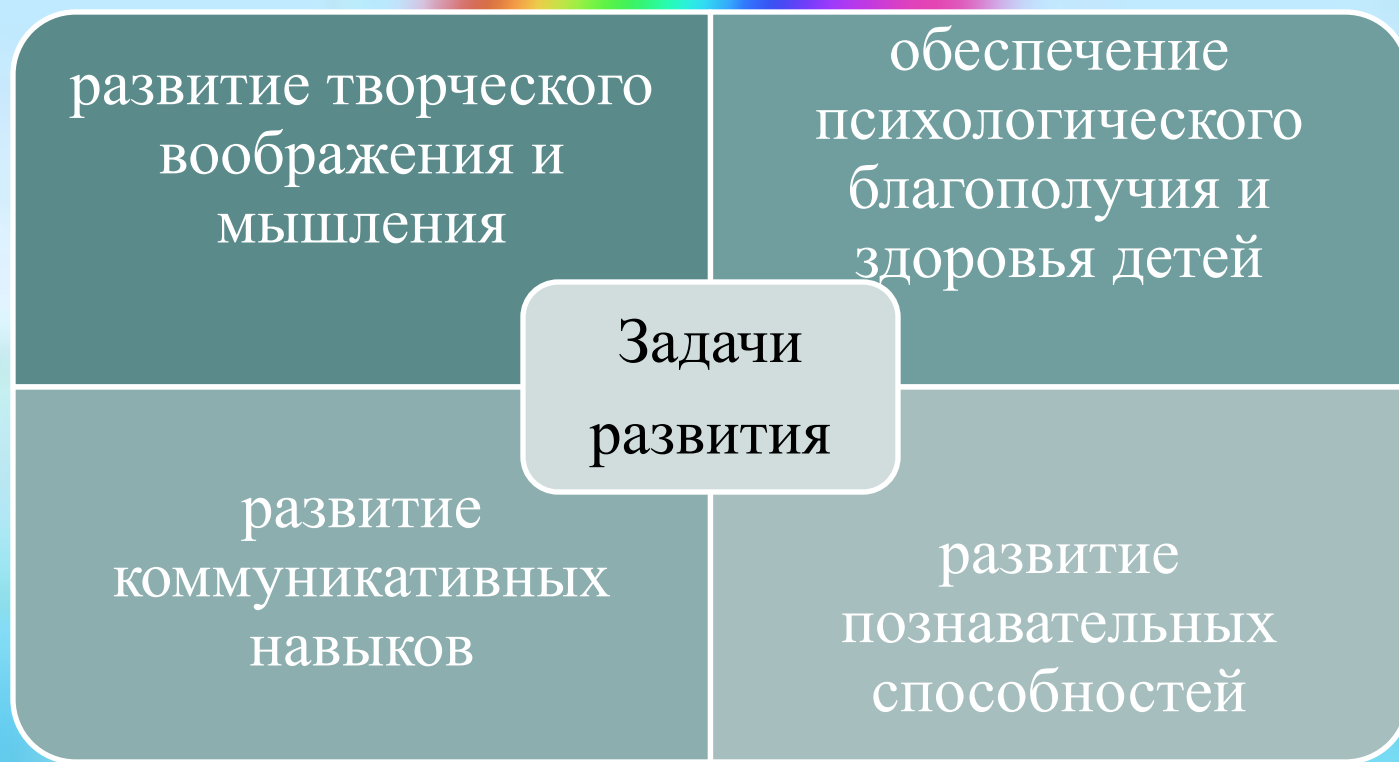 развитие творческого
воображения и
мышления
обеспечение
психологического
благополучия и
здоровья детей
Задачи
развития
развитие
коммуникативных
навыков
развитие
познавательных
способностей